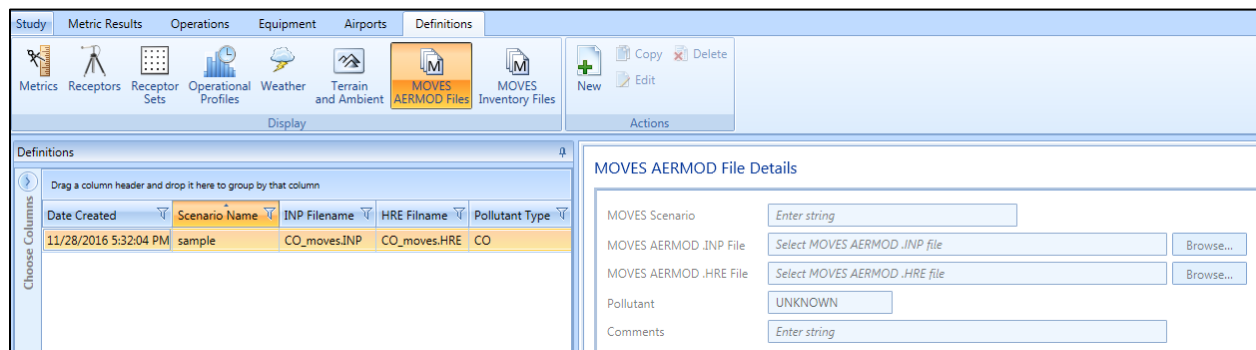 Study Metric Results Operations Equipment Airports Definitions
Metrics Receptors Receptor Sets Operational Profiles Weather Terrain and Ambient MOVES AERMOD Files MOVES Inventory Files
Display
New Copy Delete
Edit
Actions
Definitions
Choose Columns
Drag a column header and drop it here to group by that column
Date Created Scenario Name INP Filename HRE Filname Pollutant Type
11/28/2016 5:32:04 PM sample CO_moves.INP CO_moves.HRE CO
MOVES AERMOD File Details
MOVES Scenario Enter string
MOVES AERMOD .INP File Select MOVES AERMOD .INP file Browse...
MOVES AERMOD .HRE File Select MOVES AERMOD .HRE file Browse...
Pollutant UNKNOWN
Comments Enter string